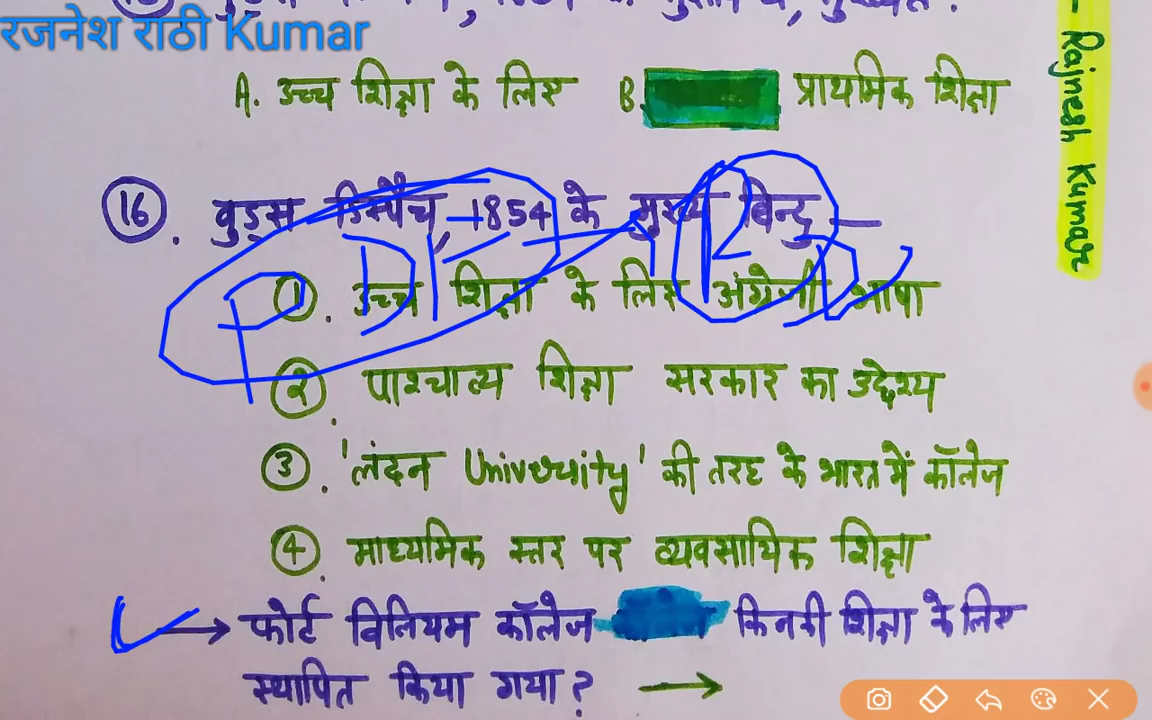 रजनेश राठी Kumar
- Rajnesh Kumar
A. उच्च शिक्षा के लिए B. प्राथमिक शिक्षा
16. वुड्स डिस्पैच, 1854 के मुख्य बिन्दु —
1. उच्च शिक्षा के लिए अंग्रेजी भाषा
2. पाश्चात्य शिक्षा सरकार का उद्देश्य
3. 'लंदन University' की तरह के भारत में कॉलेज
4. माध्यमिक स्तर पर व्यवसायिक शिक्षा
→ फोर्ट विलियम कॉलेज किनकी शिक्षा के लिए
स्थापित किया गया? →